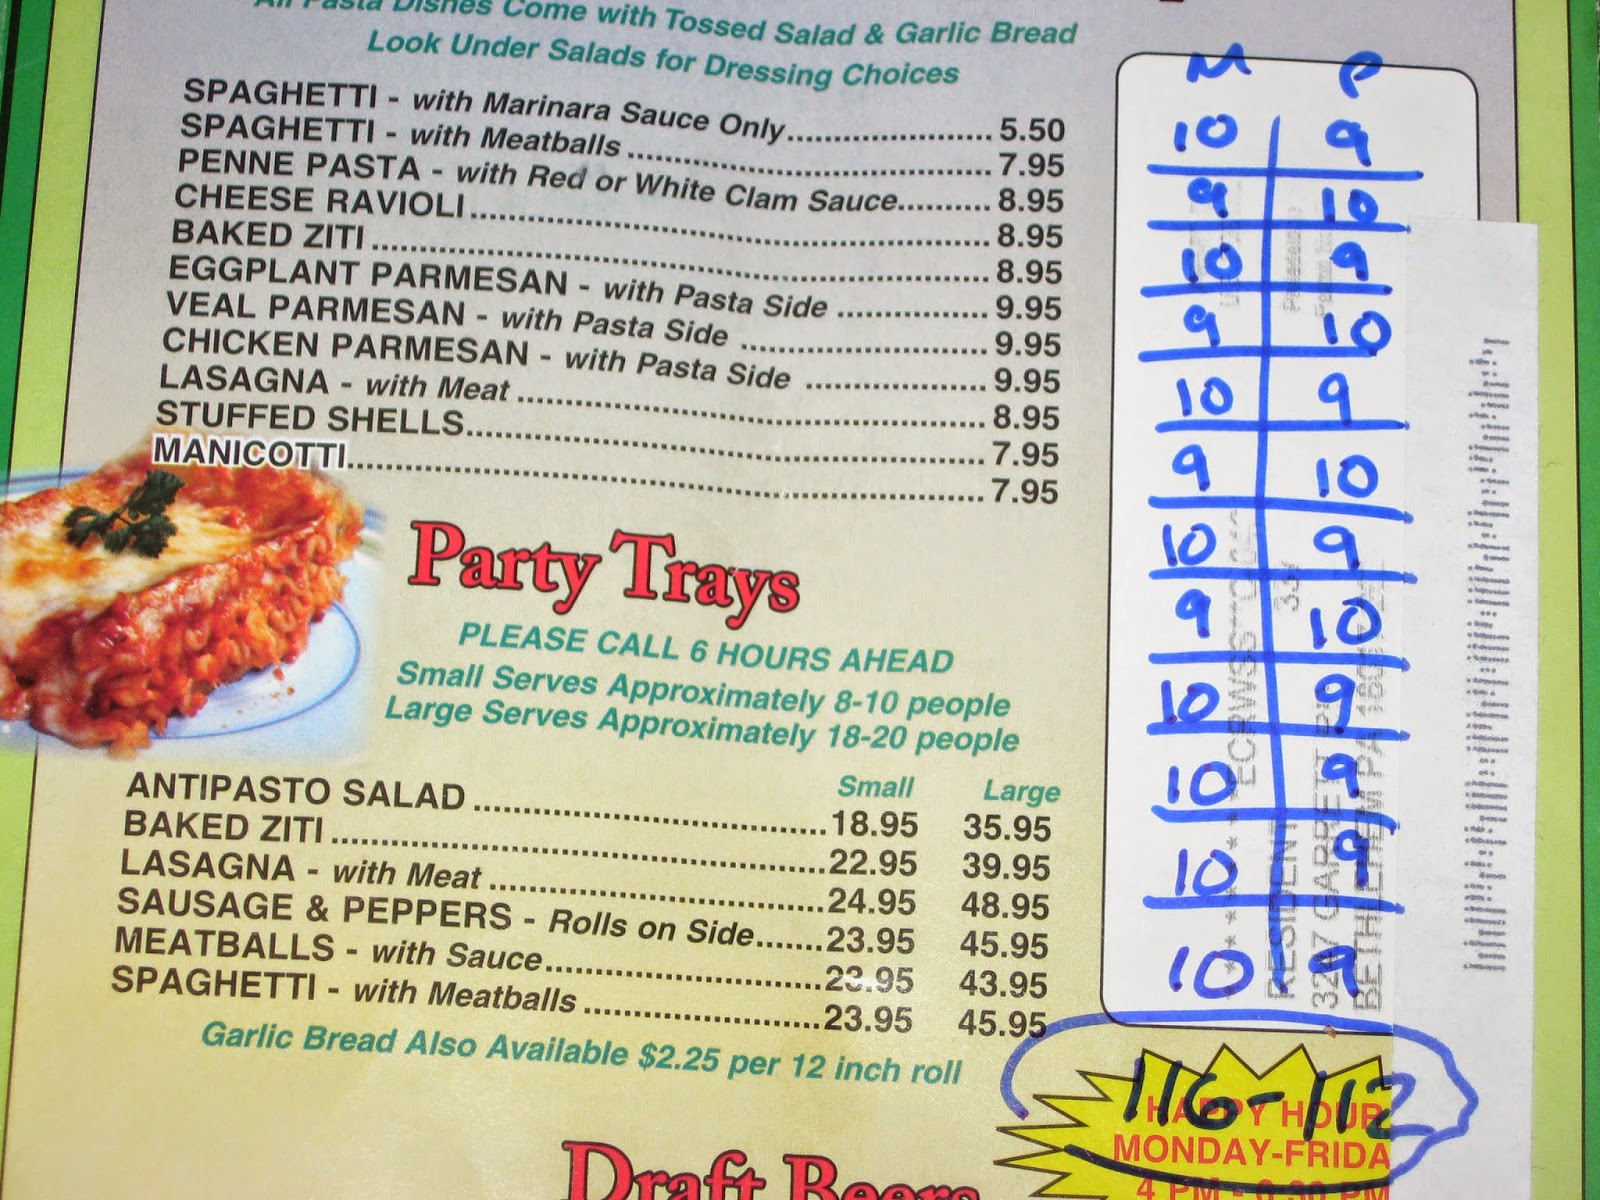 All Pasta Dishes Come with Tossed Salad & Garlic Bread
Look Under Salads for Dressing Choices
SPAGHETTI - with Marinara Sauce Only 5.50
SPAGHETTI - with Meatballs 7.95
PENNE PASTA - with Red or White Clam Sauce 8.95
CHEESE RAVIOLI 8.95
BAKED ZITI 8.95
EGGPLANT PARMESAN - with Pasta Side 9.95
VEAL PARMESAN - with Pasta Side 9.95
CHICKEN PARMESAN - with Pasta Side 9.95
LASAGNA - with Meat 8.95
STUFFED SHELLS 7.95
MANICOTTI 7.95
Party Trays
PLEASE CALL 6 HOURS AHEAD
Small Serves Approximately 8-10 people
Large Serves Approximately 18-20 people
Small Large
ANTIPASTO SALAD 18.95 35.95
BAKED ZITI 22.95 39.95
LASAGNA - with Meat 24.95 48.95
SAUSAGE & PEPPERS - Rolls on Side 23.95 45.95
MEATBALLS - with Sauce 23.95 43.95
SPAGHETTI - with Meatballs 23.95 45.95
Garlic Bread Also Available $2.25 per 12 inch roll
Draft Beers
M P
10 9
9 10
10 9
9 10
10 9
9 10
10 9
9 10
10 9
10 9
10 9
10 9
116-112
RESIDENT
BETHLEHEM PA
HAPPY HOUR
MONDAY-FRIDA
4 PM - 6:30 PM